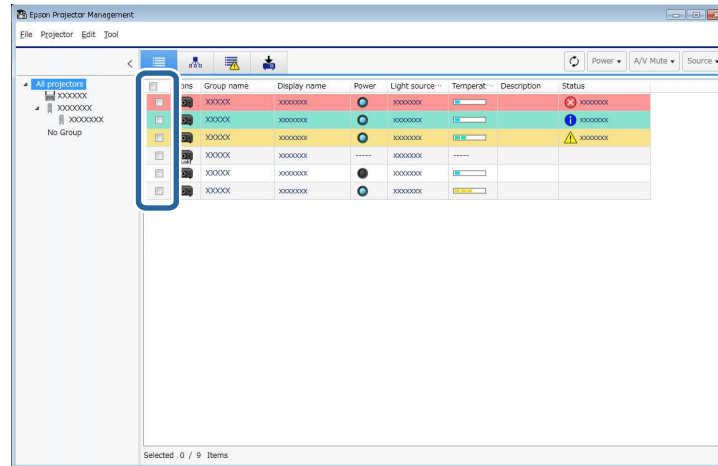 Epson Projector Management
File Projector Edit Tool
< Power A/V Mute Source
All projectors
XXXXXX
XXXXXXX
XXXXXXX
No Group
ons Group name Display name Power Light source··· Temperat··· Description Status
XXXXX xxxxxxx xxxxxxx xxxxxxx
XXXXX xxxxxxx xxxxxxx xxxxxxx
XXXXX xxxxxxx xxxxxxx xxxxxxx
XXXXX xxxxxxx ----- xxxxxxx -----
XXXXX xxxxxxx xxxxxxx
XXXXX xxxxxxx xxxxxxx
Selected 0 / 9 Items